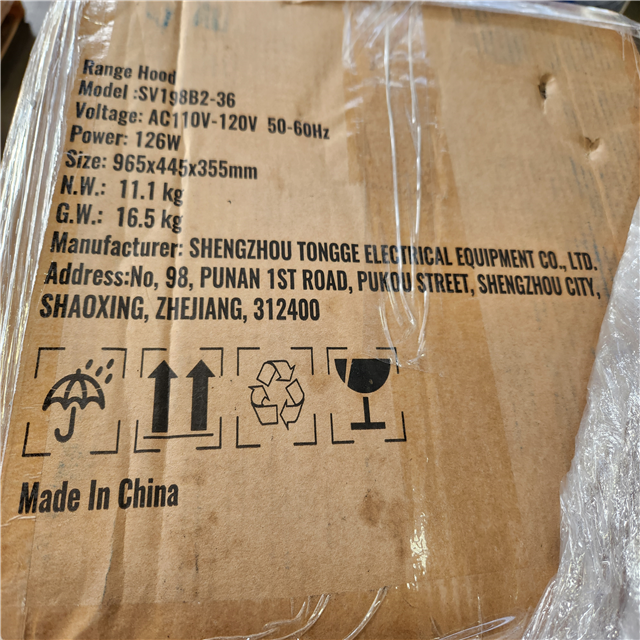 Range Hood
Model :SV198B2-36
Voltage: AC110V-120V 50-60Hz
Power: 126W
Size: 965x445x355mm
N.W.: 11.1 kg
G.W.: 16.5 kg
Manufacturer: SHENGZHOU TONGGE ELECTRICAL EQUIPMENT CO., LTD.
Address:No, 98, PUNAN 1ST ROAD, PUKOU STREET, SHENGZHOU CITY,
SHAOXING, ZHEJIANG, 312400
Made In China